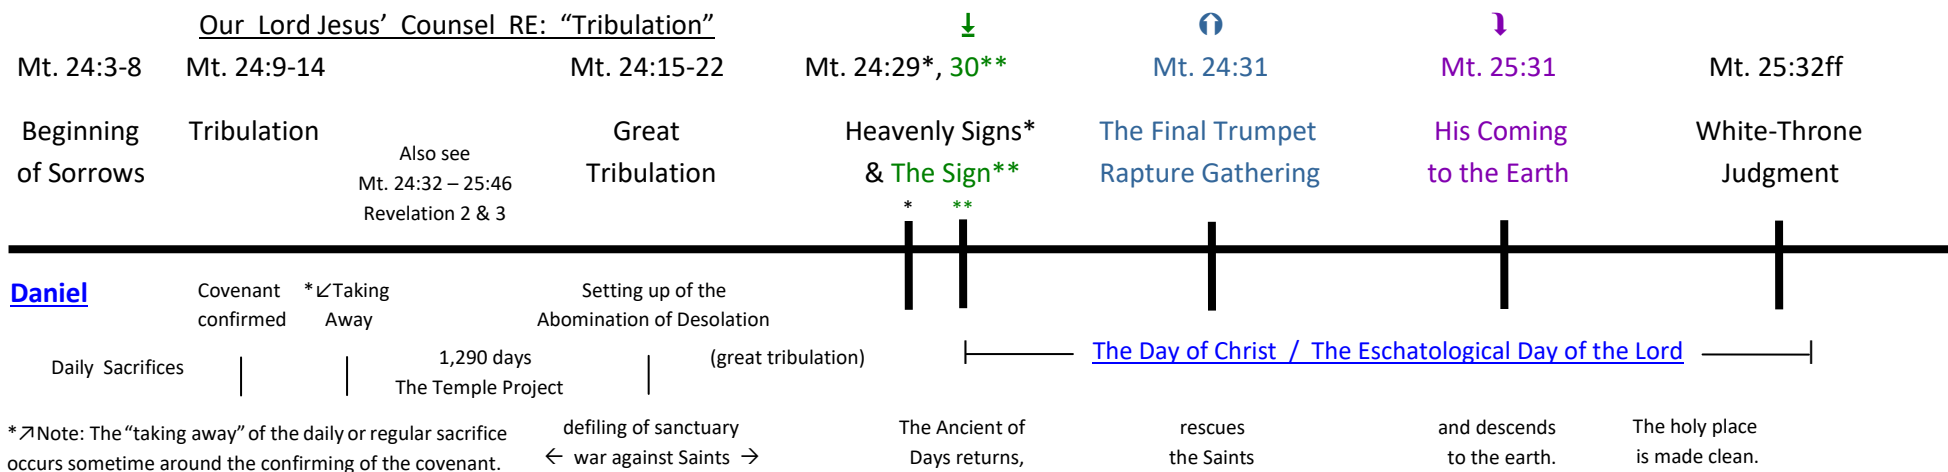 Our Lord Jesus' Counsel RE: “Tribulation”
Mt. 24:3-8 Mt. 24:9-14 Mt. 24:15-22 Mt. 24:29*, 30** Mt. 24:31 Mt. 25:31 Mt. 25:32ff
Beginning Tribulation Great Heavenly Signs* The Final Trumpet His Coming White-Throne
of Sorrows Tribulation & The Sign** Rapture Gathering to the Earth Judgment
Also see
Mt. 24:32 – 25:46
Revelation 2 & 3
* **
Daniel Covenant *↙Taking Setting up of the
confirmed Away Abomination of Desolation
Daily Sacrifices 1,290 days (great tribulation) The Day of Christ / The Eschatological Day of the Lord
The Temple Project
*↗Note: The “taking away” of the daily or regular sacrifice defiling of sanctuary The Ancient of rescues and descends The holy place
occurs sometime around the confirming of the covenant. ← war against Saints → Days returns, the Saints to the earth. is made clean.